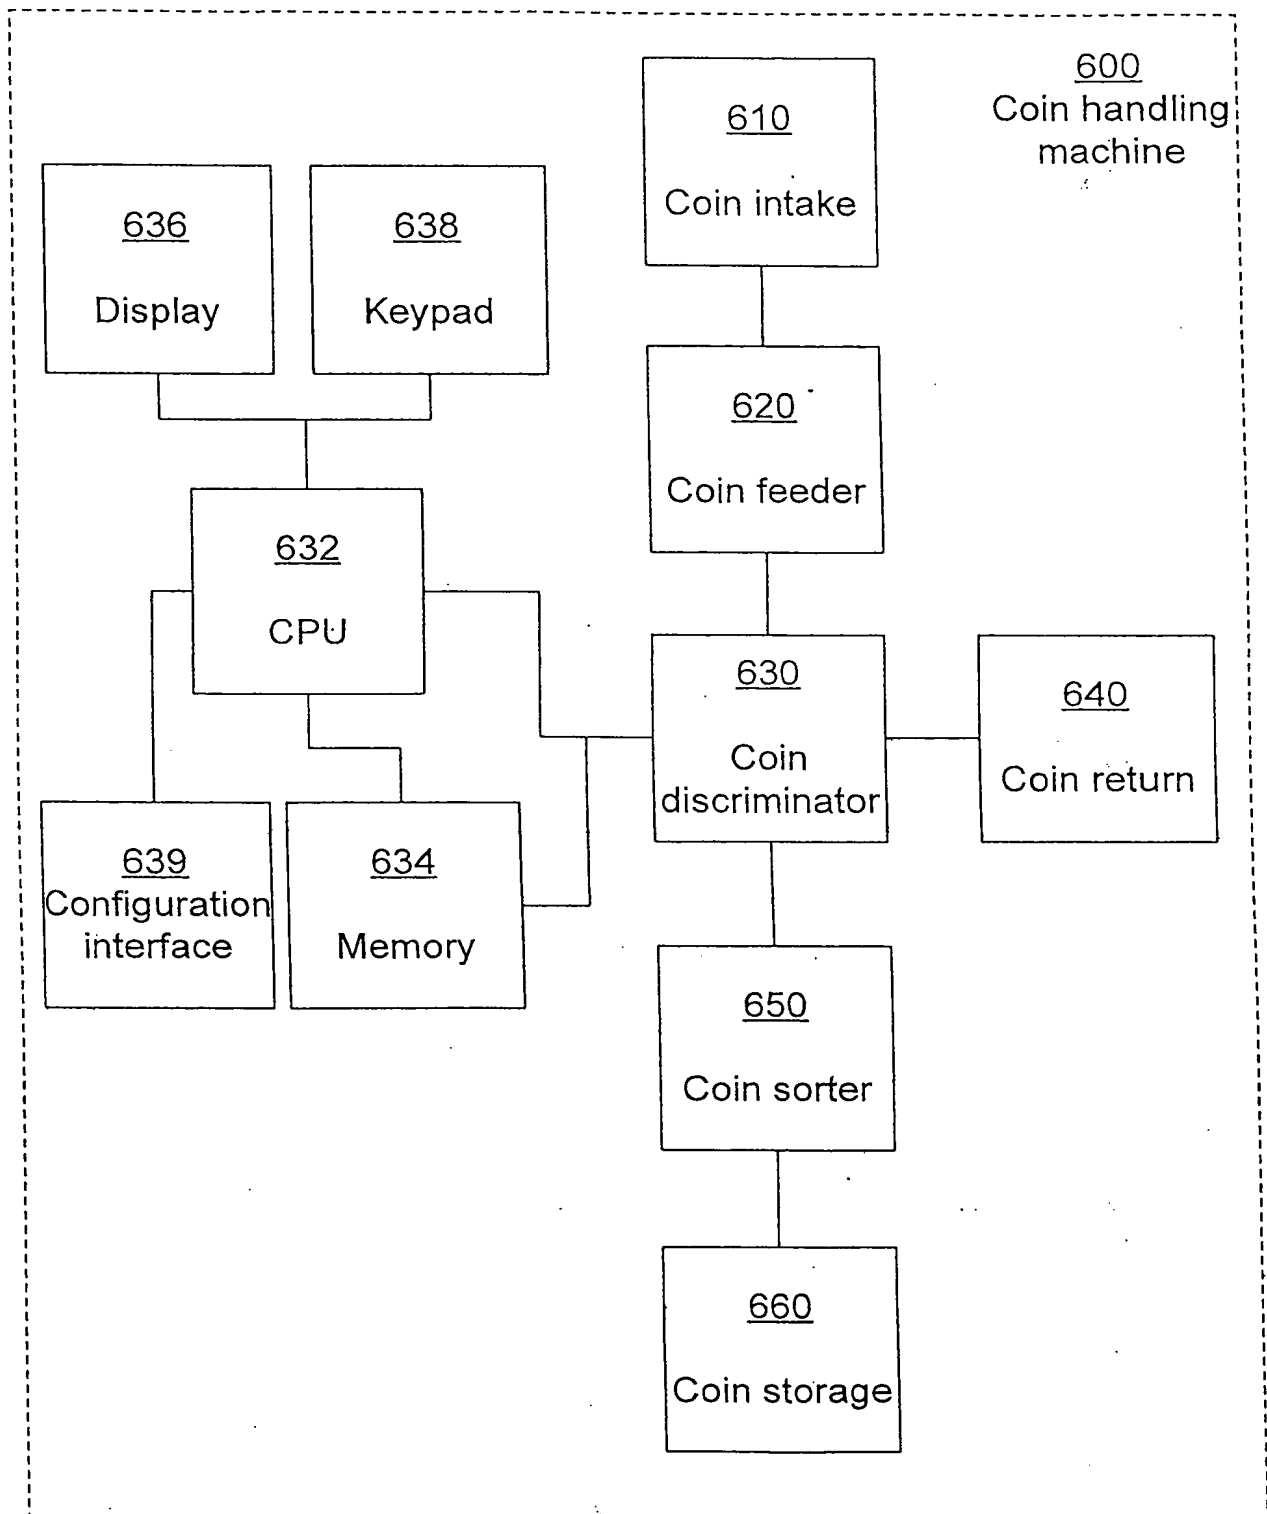 600
Coin handling
machine
610
Coin intake
636
Display
638
Keypad
620
Coin feeder
632
CPU
630
Coin
discriminator
640
Coin return
639
Configuration
interface
634
Memory
650
Coin sorter
660
Coin storage